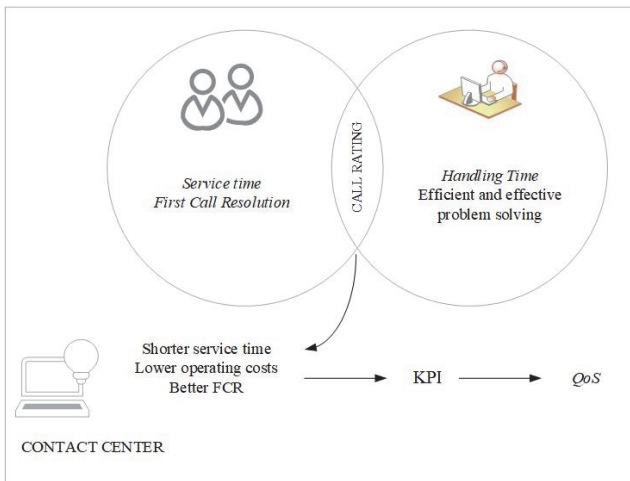 Service time
First Call Resolution
CALL RATING
Handling Time
Efficient and effective
problem solving
Shorter service time
Lower operating costs
Better FCR
KPI
QoS
CONTACT CENTER